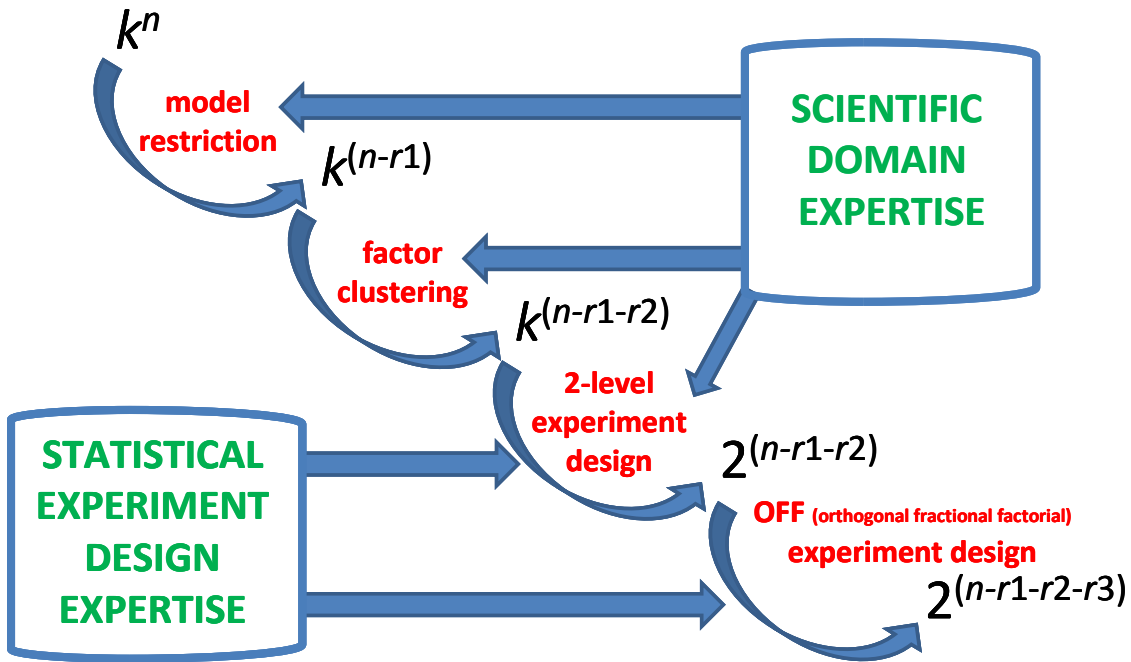 kⁿ
model
restriction
k⁽ⁿ⁻ʳ¹⁾
factor
clustering
k⁽ⁿ⁻ʳ¹⁻ʳ²⁾
2-level
experiment
design
2⁽ⁿ⁻ʳ¹⁻ʳ²⁾
OFF (orthogonal fractional factorial)
experiment design
2⁽ⁿ⁻ʳ¹⁻ʳ²⁻ʳ³⁾
SCIENTIFIC
DOMAIN
EXPERTISE
STATISTICAL
EXPERIMENT
DESIGN
EXPERTISE